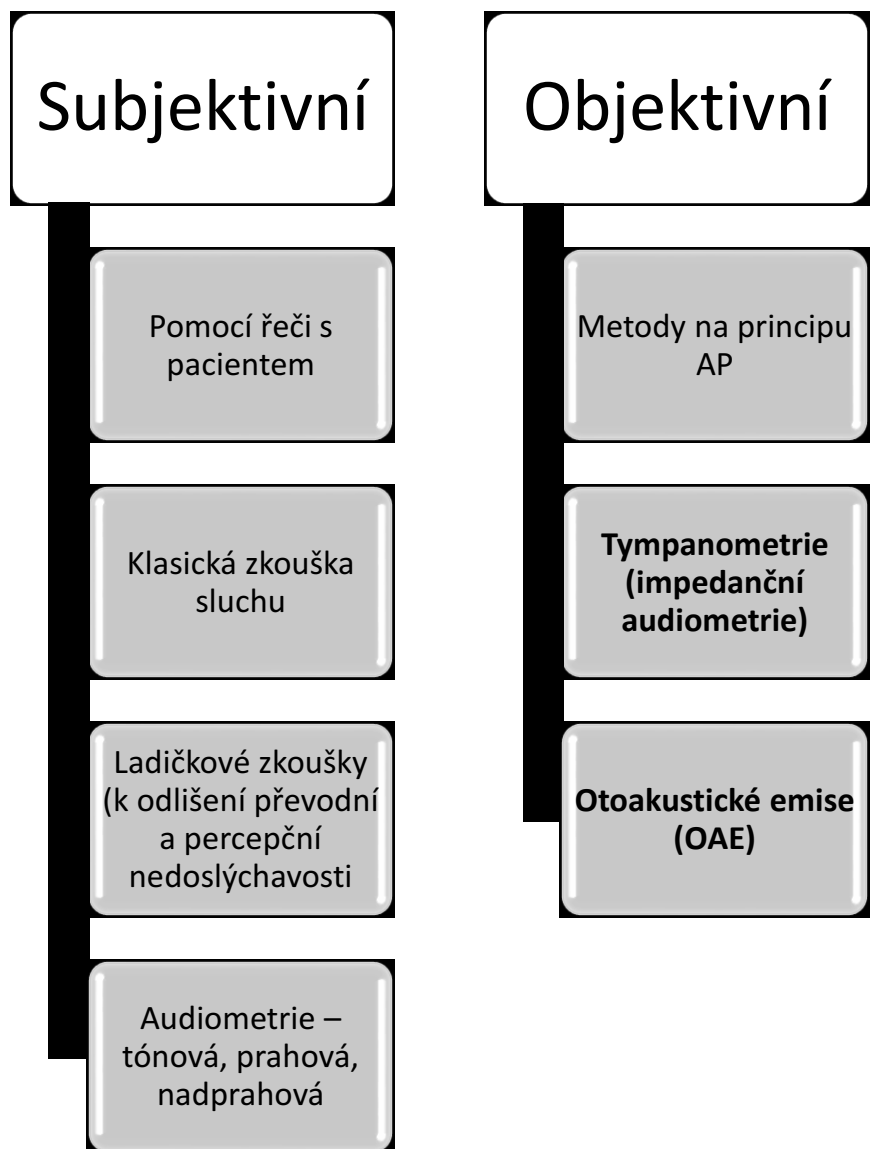 Subjektivní
Pomocí řeči s
pacientem
Klasická zkouška
sluchu
Ladičkové zkoušky
(k odlišení převodní
a percepční
nedoslýchavosti
Audiometrie –
tónová, prahová,
nadprahová
Objektivní
Metody na principu
AP
Tympanometrie
(impedanční
audiometrie)
Otoakustické emise
(OAE)